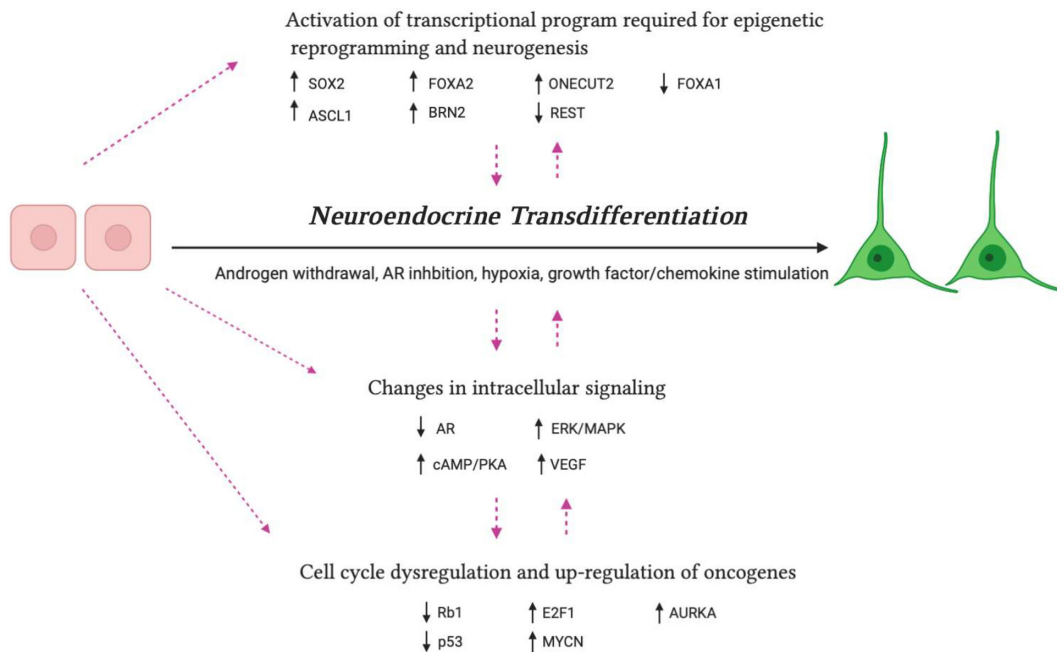 Activation of transcriptional program required for epigenetic
reprogramming and neurogenesis
↑ SOX2 ↑ FOXA2 ↑ ONECUT2 ↓ FOXA1
↑ ASCL1 ↑ BRN2 ↓ REST
Neuroendocrine Transdifferentiation
Androgen withdrawal, AR inhbition, hypoxia, growth factor/chemokine stimulation
Changes in intracellular signaling
↓ AR ↑ ERK/MAPK
↑ cAMP/PKA ↑ VEGF
Cell cycle dysregulation and up-regulation of oncogenes
↓ Rb1 ↑ E2F1 ↑ AURKA
↓ p53 ↑ MYCN